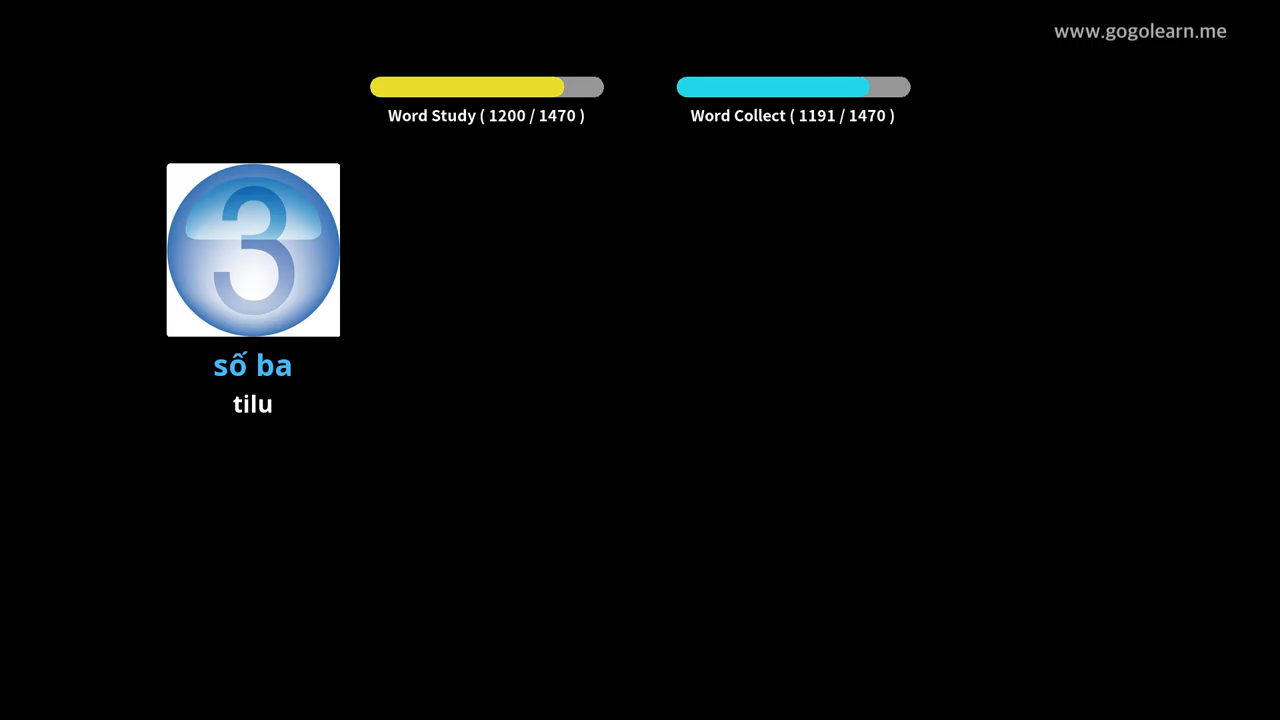 www.gogolearn.me
Word Study ( 1200 / 1470 )
Word Collect ( 1191 / 1470 )
3
số ba
tilu